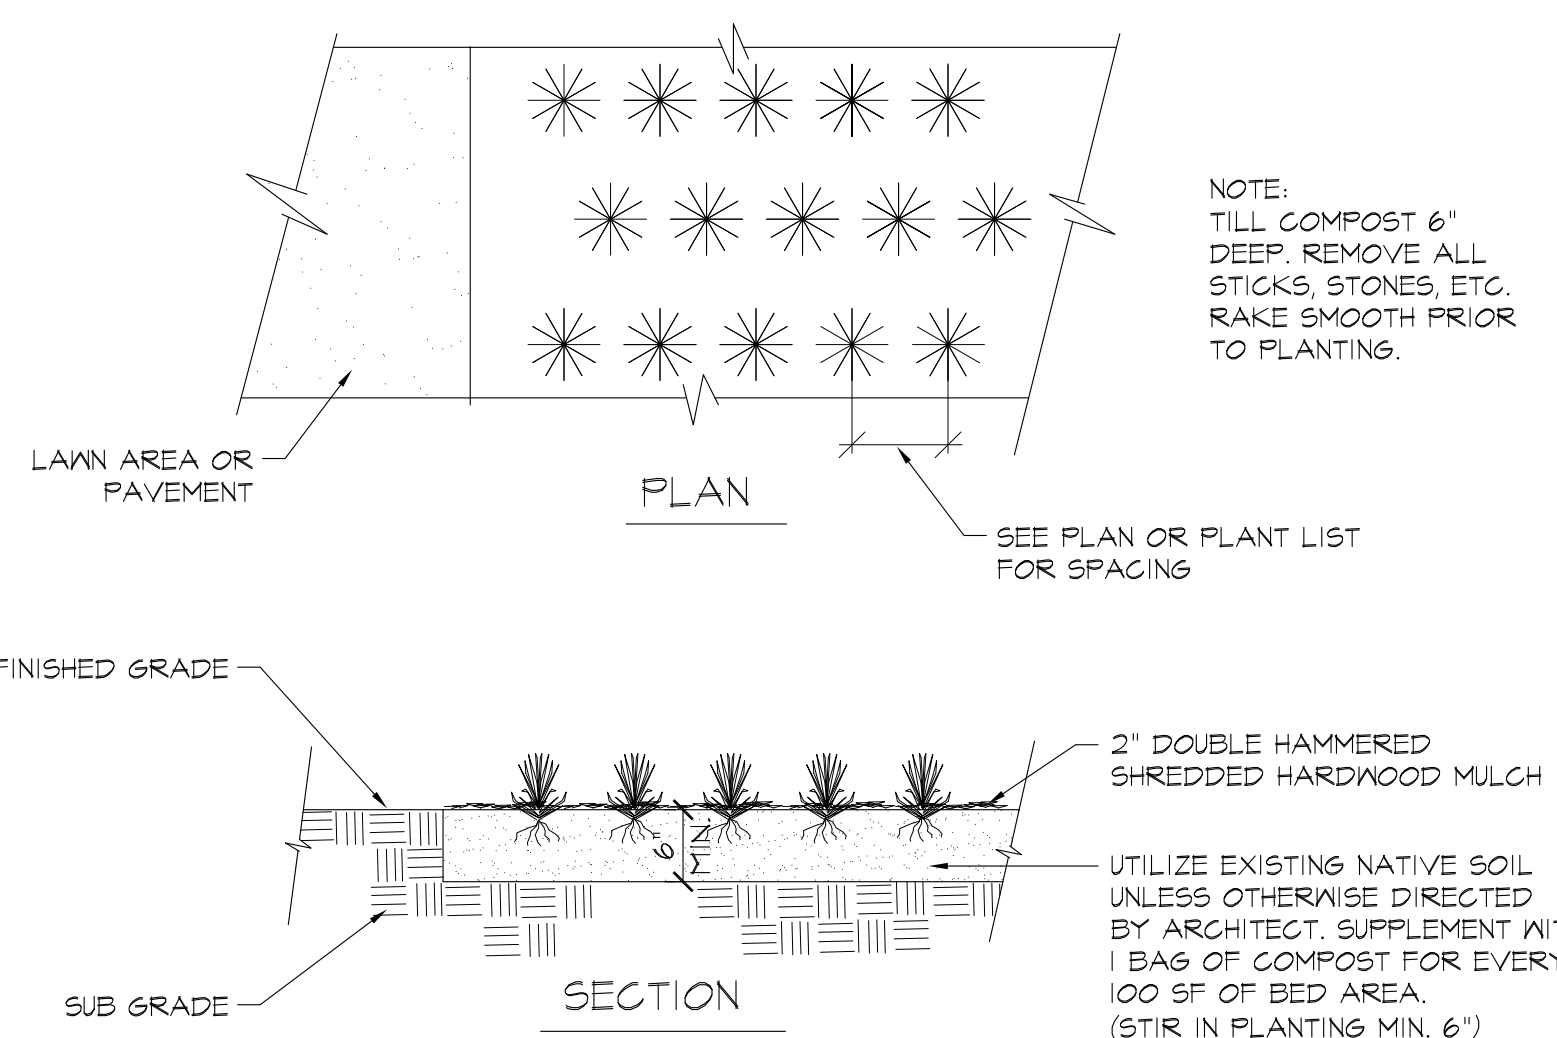 NOTE:
TILL COMPOST 6"
DEEP. REMOVE ALL
STICKS, STONES, ETC.
RAKE SMOOTH PRIOR
TO PLANTING.
LAWN AREA OR
PAVEMENT
PLAN
SEE PLAN OR PLANT LIST
FOR SPACING
FINISHED GRADE
2" DOUBLE HAMMERED
SHREDDED HARDWOOD MULCH
6"
MIN.
UTILIZE EXISTING NATIVE SOIL
UNLESS OTHERWISE DIRECTED
BY ARCHITECT. SUPPLEMENT WIT
1 BAG OF COMPOST FOR EVERY
100 SF OF BED AREA.
(STIR IN PLANTING MIN. 6")
SECTION
SUB GRADE